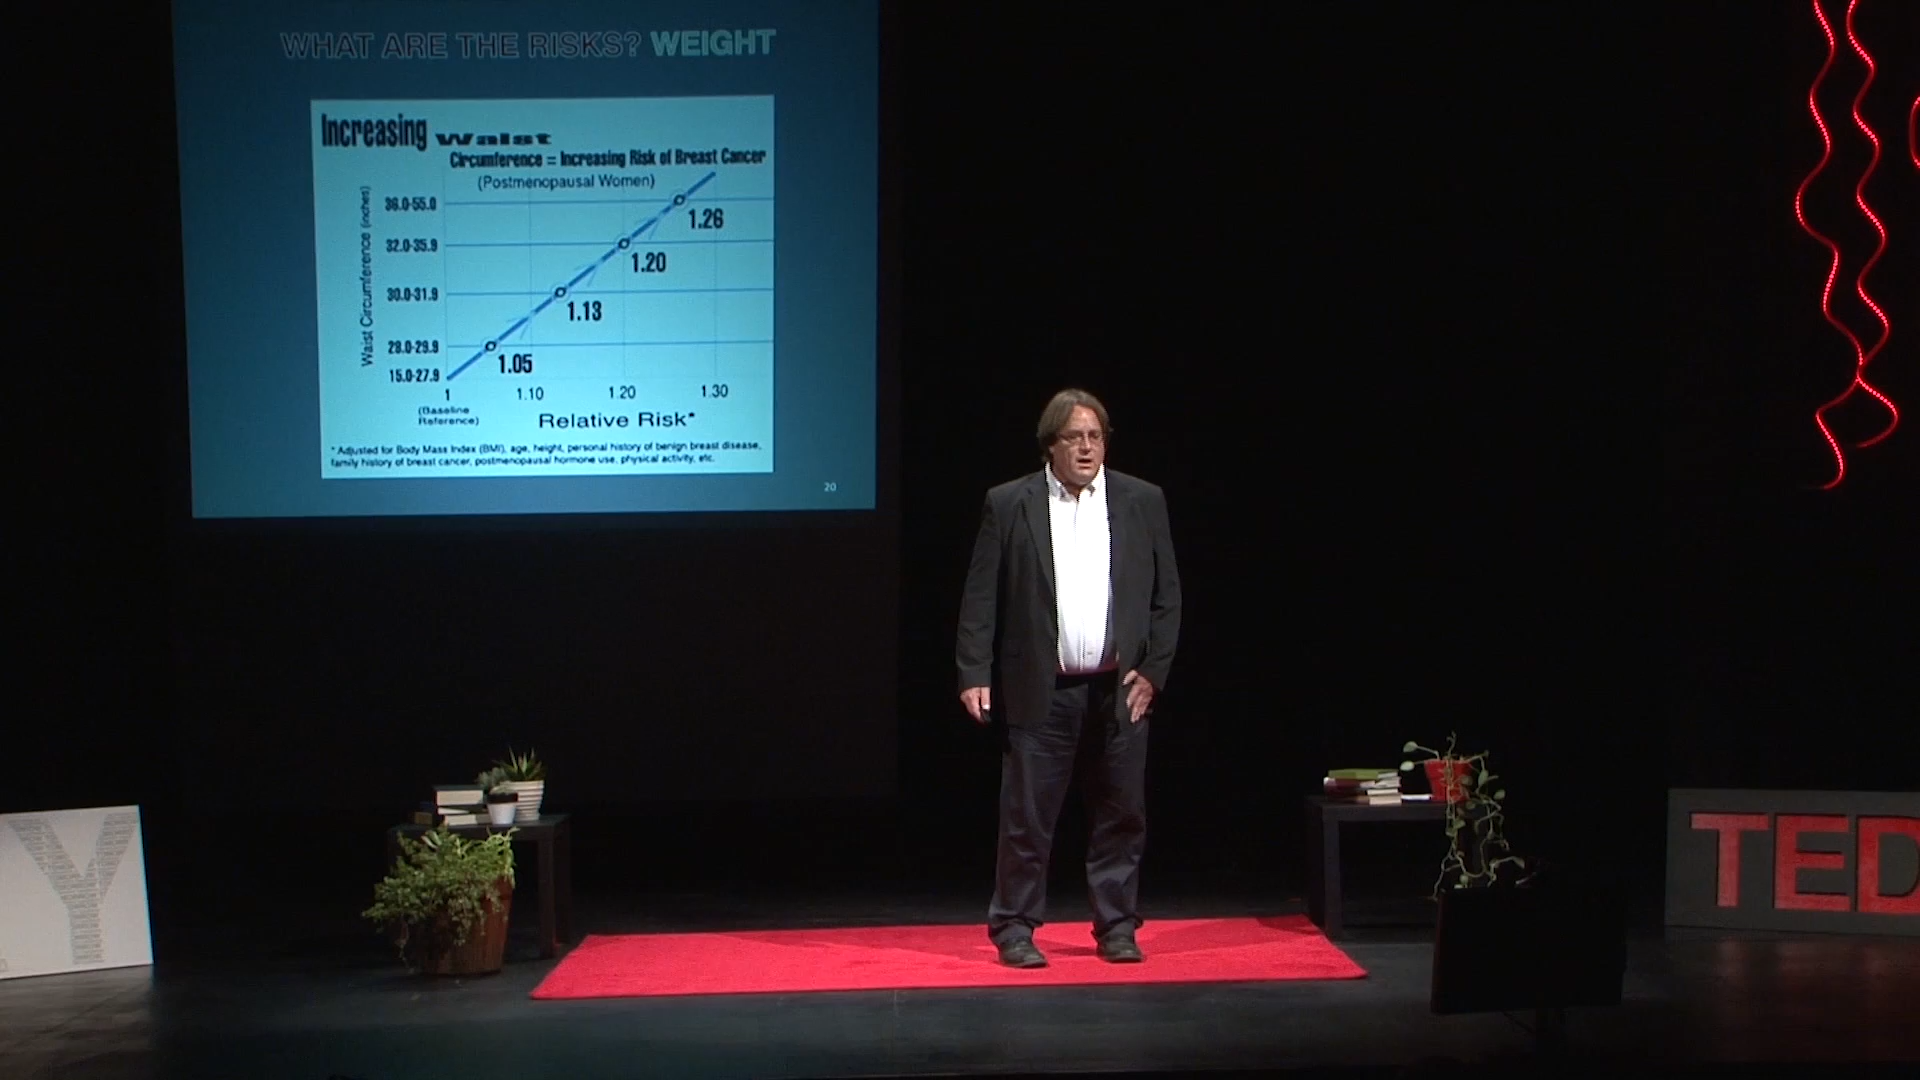 WHAT ARE THE RISKS? WEIGHT
Increasing Waist
Circumference = Increasing Risk of Breast Cancer
(Postmenopausal Women)
Waist Circumference (inches)
36.0-55.0
32.0-35.9
30.0-31.9
28.0-29.9
15.0-27.9
1.26
1.20
1.13
1.05
1
1.10
1.20
1.30
(Baseline
Reference)
Relative Risk*
* Adjusted for Body Mass Index (BMI), age, height, personal history of benign breast disease,
family history of breast cancer, postmenopausal hormone use, physical activity, etc.
20
Y
TED